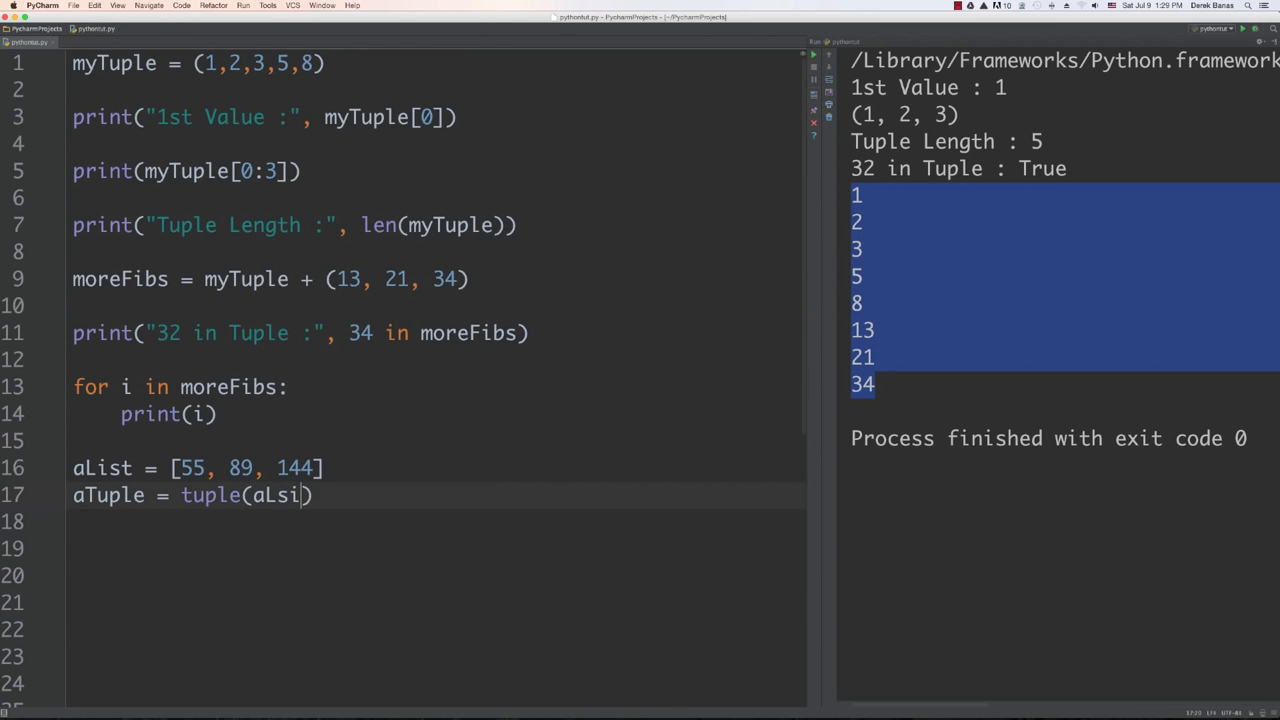 PyCharm File Edit View Navigate Code Refactor Run Tools VCS Window Help Sat Jul 9 1:29 PM Derek Banas
pythontut.py - PycharmProjects - [~/PycharmProjects]
PycharmProjects pythontut.py pythontut
pythontut.py Run pythontut
1 myTuple = (1,2,3,5,8)
2
3 print("1st Value :", myTuple[0])
4
5 print(myTuple[0:3])
6
7 print("Tuple Length :", len(myTuple))
8
9 moreFibs = myTuple + (13, 21, 34)
10
11 print("32 in Tuple :", 34 in moreFibs)
12
13 for i in moreFibs:
14 print(i)
15
16 aList = [55, 89, 144]
17 aTuple = tuple(aLsi)
18
19
20
21
22
23
24
/Library/Frameworks/Python.framework
1st Value : 1
(1, 2, 3)
Tuple Length : 5
32 in Tuple : True
1
2
3
5
8
13
21
34
Process finished with exit code 0
17:20 LF÷ UTF-8÷